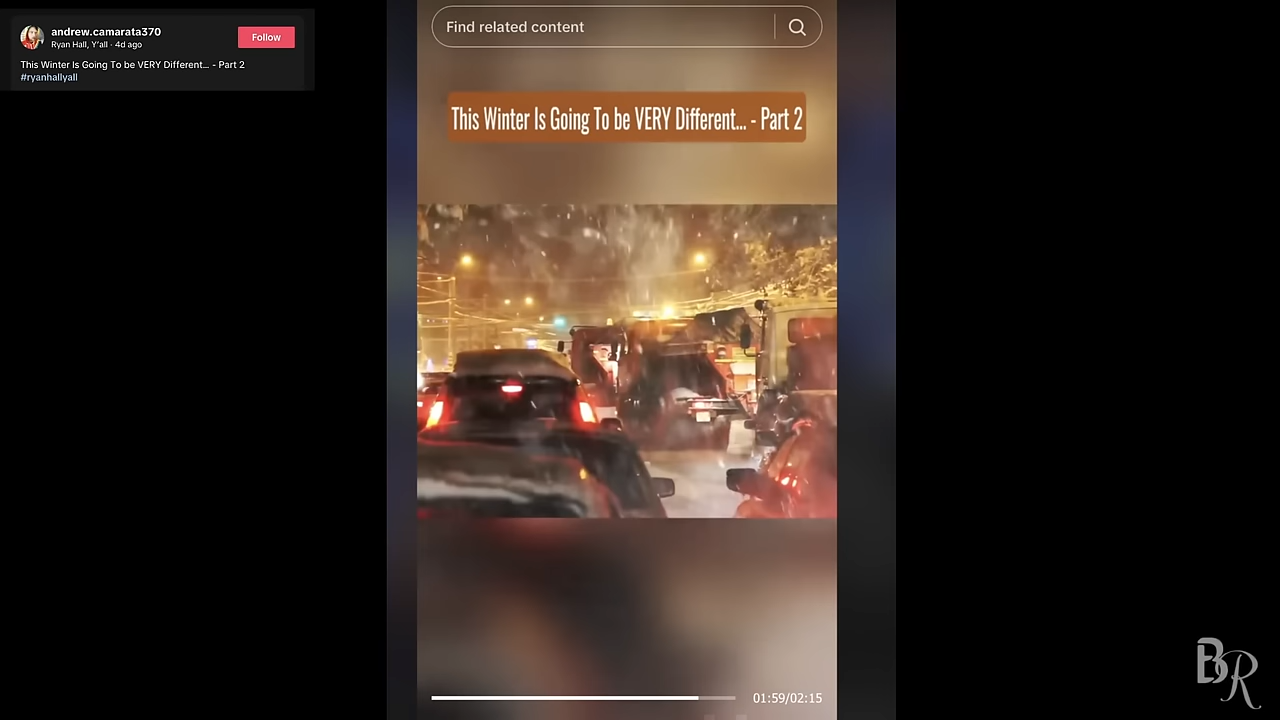 andrew.camarata370
Ryan Hall, Y'all · 4d ago
Follow
This Winter Is Going To be VERY Different... - Part 2
#ryanhallyall
Find related content
This Winter Is Going To be VERY Different... - Part 2
01:59/02:15
BR